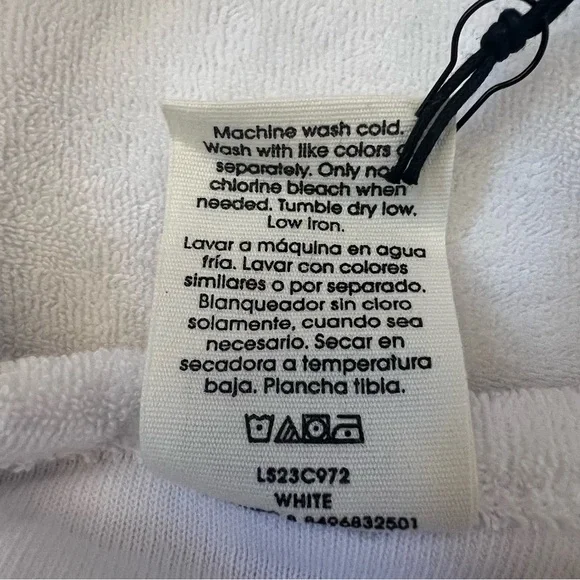 Machine wash cold.
Wash with like colors
separately. Only
chlorine bleach when
needed. Tumble dry low.
Low iron.
Lavar a máquina en agua
fría. Lavar con colores
similares o por separado.
Blanqueador sin cloro
solamente, cuando sea
necesario. Secar en
secadora a temperatura
baja. Plancha tibia.
LS23C972
WHITE
8496832501